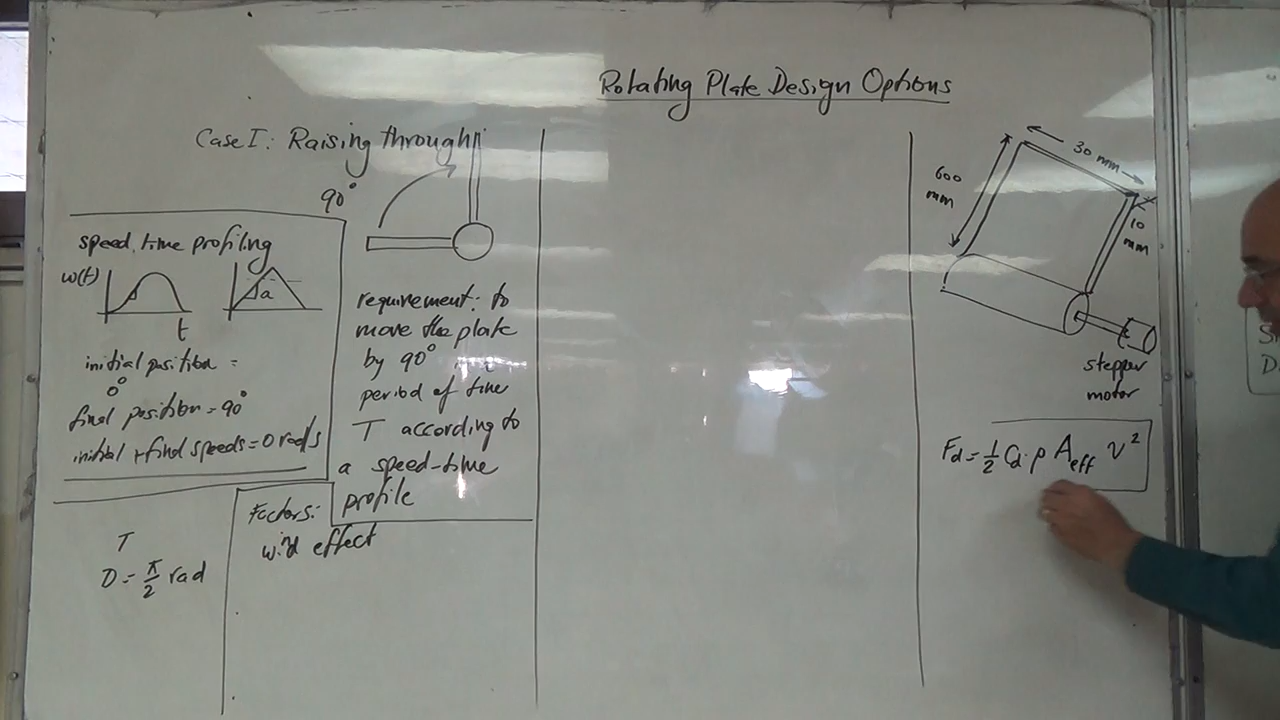 Rotating Plate Design Options
Case I: Raising through
90°
speed time profiling
ω(t)
t
a
initial position =
0°
final position = 90°
initial + final speeds = 0 rad/s
requirement: to
move the plate
by 90°
period of time
T according to
a speed-time
profile
T
D = π/2 rad
Factors:
wind effect
600
mm
30 mm
10
mm
stepper
motor
Fd = 1/2 Cd · ρ Aeff v²
S
D